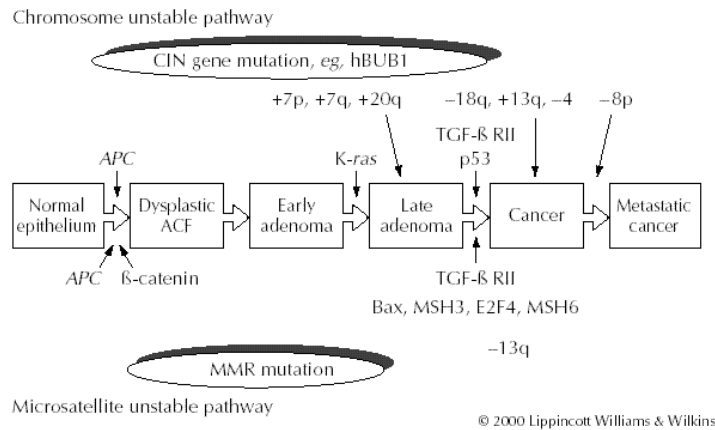 Chromosome unstable pathway
CIN gene mutation, eg, hBUB1
+7p, +7q, +20q
–18q, +13q, –4
–8p
TGF-ß RII
APC
K-ras
p53
Normal
epithelium
Dysplastic
ACF
Early
adenoma
Late
adenoma
Cancer
Metastatic
cancer
APC
ß-catenin
TGF-ß RII
Bax, MSH3, E2F4, MSH6
–13q
MMR mutation
Microsatellite unstable pathway
© 2000 Lippincott Williams & Wilkins